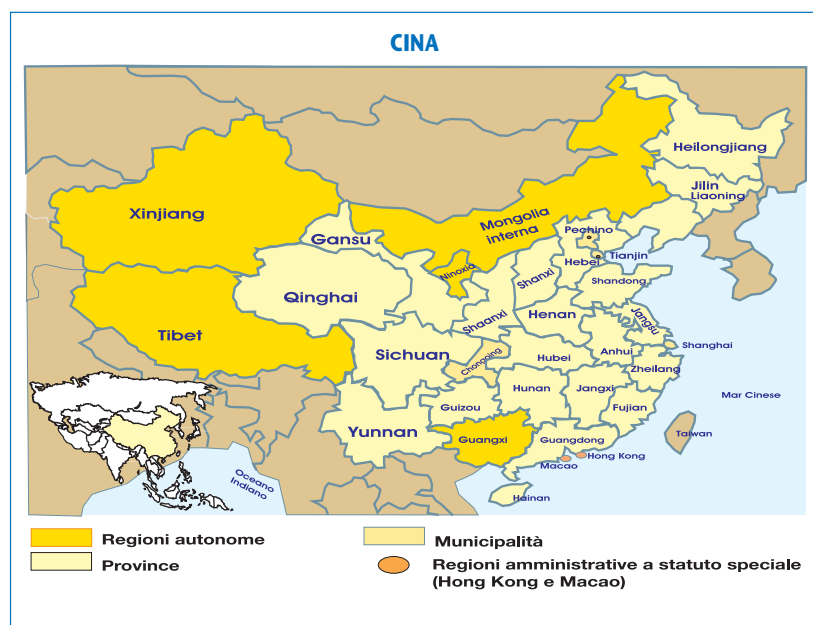 CINA
Heilongjiang
Jilin
Liaoning
Xinjiang
Mongolia
interna
Gansu
Pechino
Hebei
Tianjin
Ninoxia
Shanxi
Shandong
Qinghai
Shaanxi
Henan
Jangsu
Tibet
Sichuan
Chongqing
Hubei
Anhui
Shanghai
Zheilang
Hunan
Jangxi
Mar Cinese
Guizou
Fujian
Yunnan
Guangxi
Guangdong
Taiwan
Macao
Hong Kong
Oceano
Indiano
Hainan
Regioni autonome
Province
Municipalità
Regioni amministrative a statuto speciale
(Hong Kong e Macao)